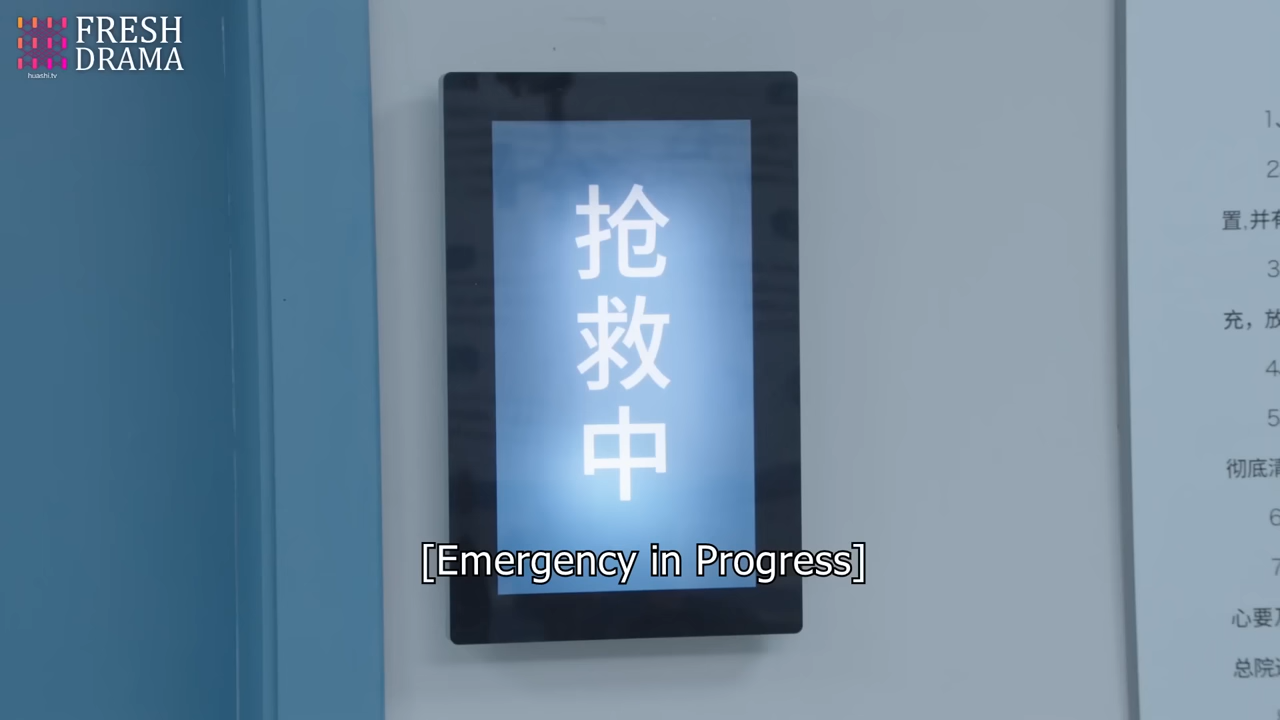 FRESH
DRAMA
huashi.tv
抢
救
中
[Emergency in Progress]
1、
2
置,并有
3
充，放
4
5
彻底清
6
7
心要及
总院